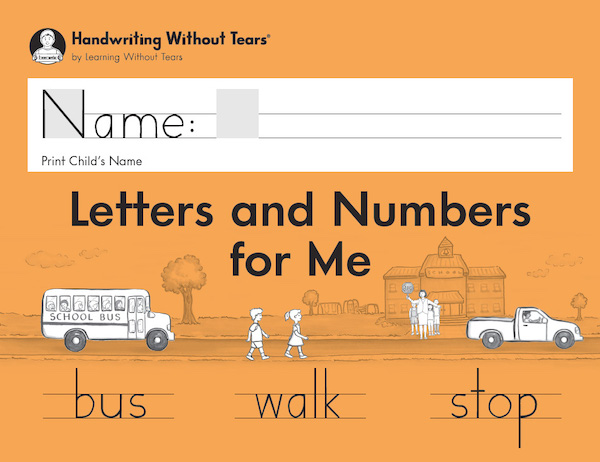 Handwriting Without Tears®
by Learning Without Tears
Name:
Print Child's Name
Letters and Numbers
for Me
SCHOOL BUS
bus walk stop